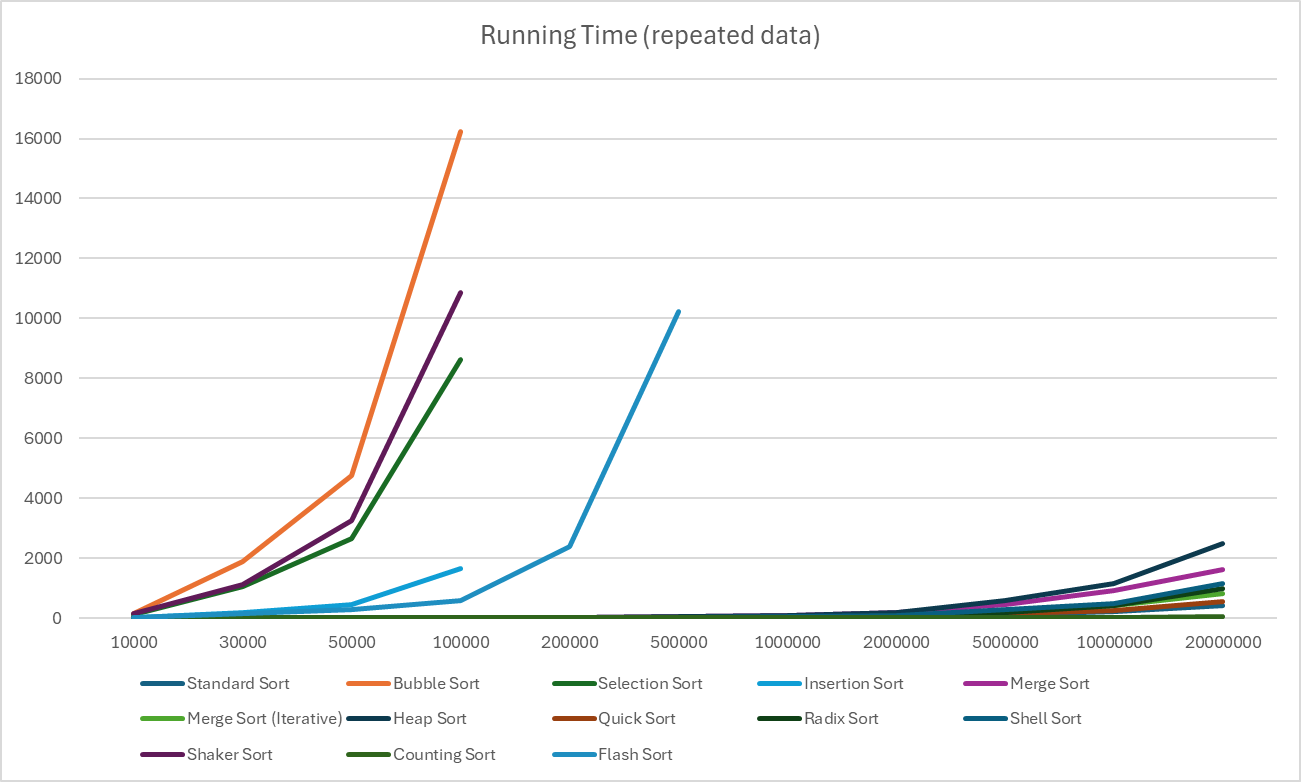 Running Time (repeated data)
18000
16000
14000
12000
10000
8000
6000
4000
2000
0
10000 30000 50000 100000 200000 500000 1000000 2000000 5000000 10000000 20000000
Standard Sort Bubble Sort Selection Sort Insertion Sort Merge Sort
Merge Sort (Iterative) Heap Sort Quick Sort Radix Sort Shell Sort
Shaker Sort Counting Sort Flash Sort